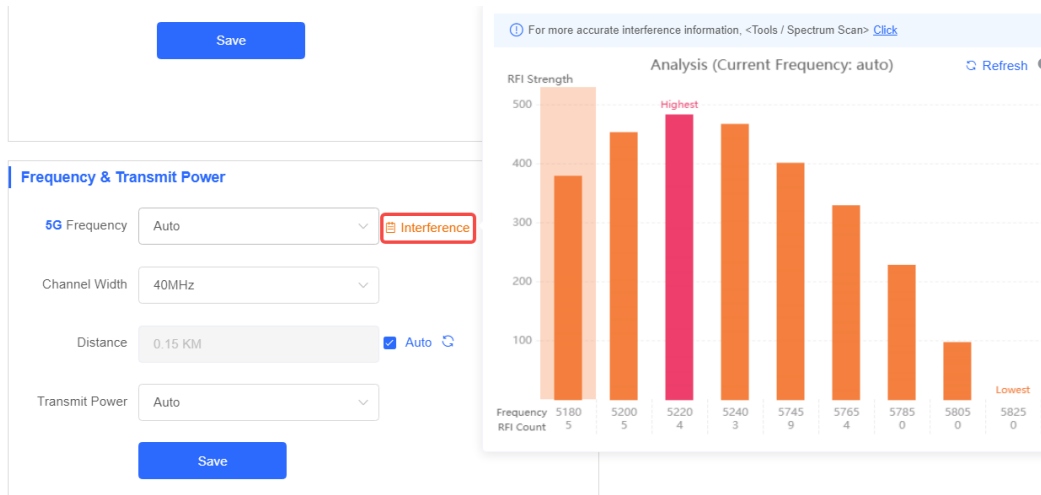 Save
Frequency & Transmit Power
5G Frequency Auto Interference
Channel Width 40MHz
Distance 0.15 KM Auto
Transmit Power Auto
Save
For more accurate interference information, <Tools / Spectrum Scan> Click
Analysis (Current Frequency: auto) Refresh
RFI Strength
500
Highest
400
300
200
100
Lowest
Frequency 5180 5200 5220 5240 5745 5765 5785 5805 5825
RFI Count 5 5 4 3 9 4 0 0 0